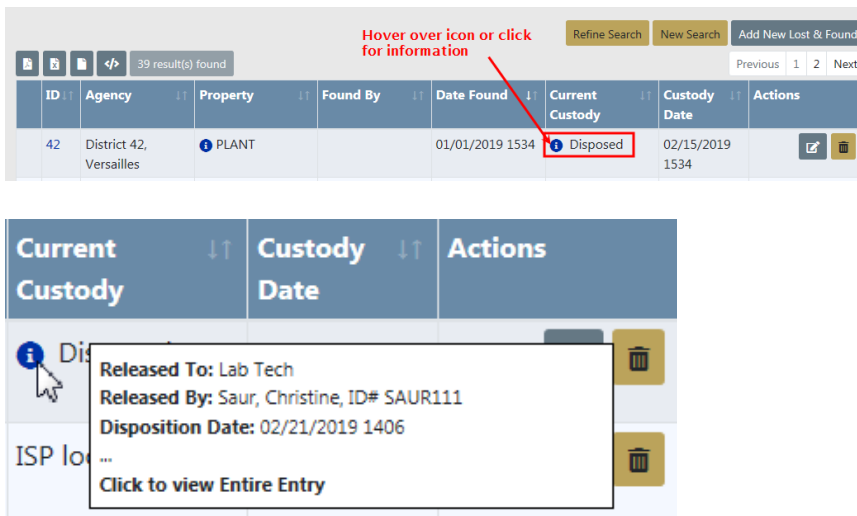 Hover over icon or click
for information
Refine Search New Search Add New Lost & Found
39 result(s) found
Previous 1 2 Next
ID Agency Property Found By Date Found Current Custody Custody Date Actions
42 District 42, Versailles PLANT 01/01/2019 1534 Disposed 02/15/2019 1534
Current Custody
Custody Date
Actions
Released To: Lab Tech
Released By: Saur, Christine, ID# SAUR111
Disposition Date: 02/21/2019 1406
...
Click to view Entire Entry
ISP